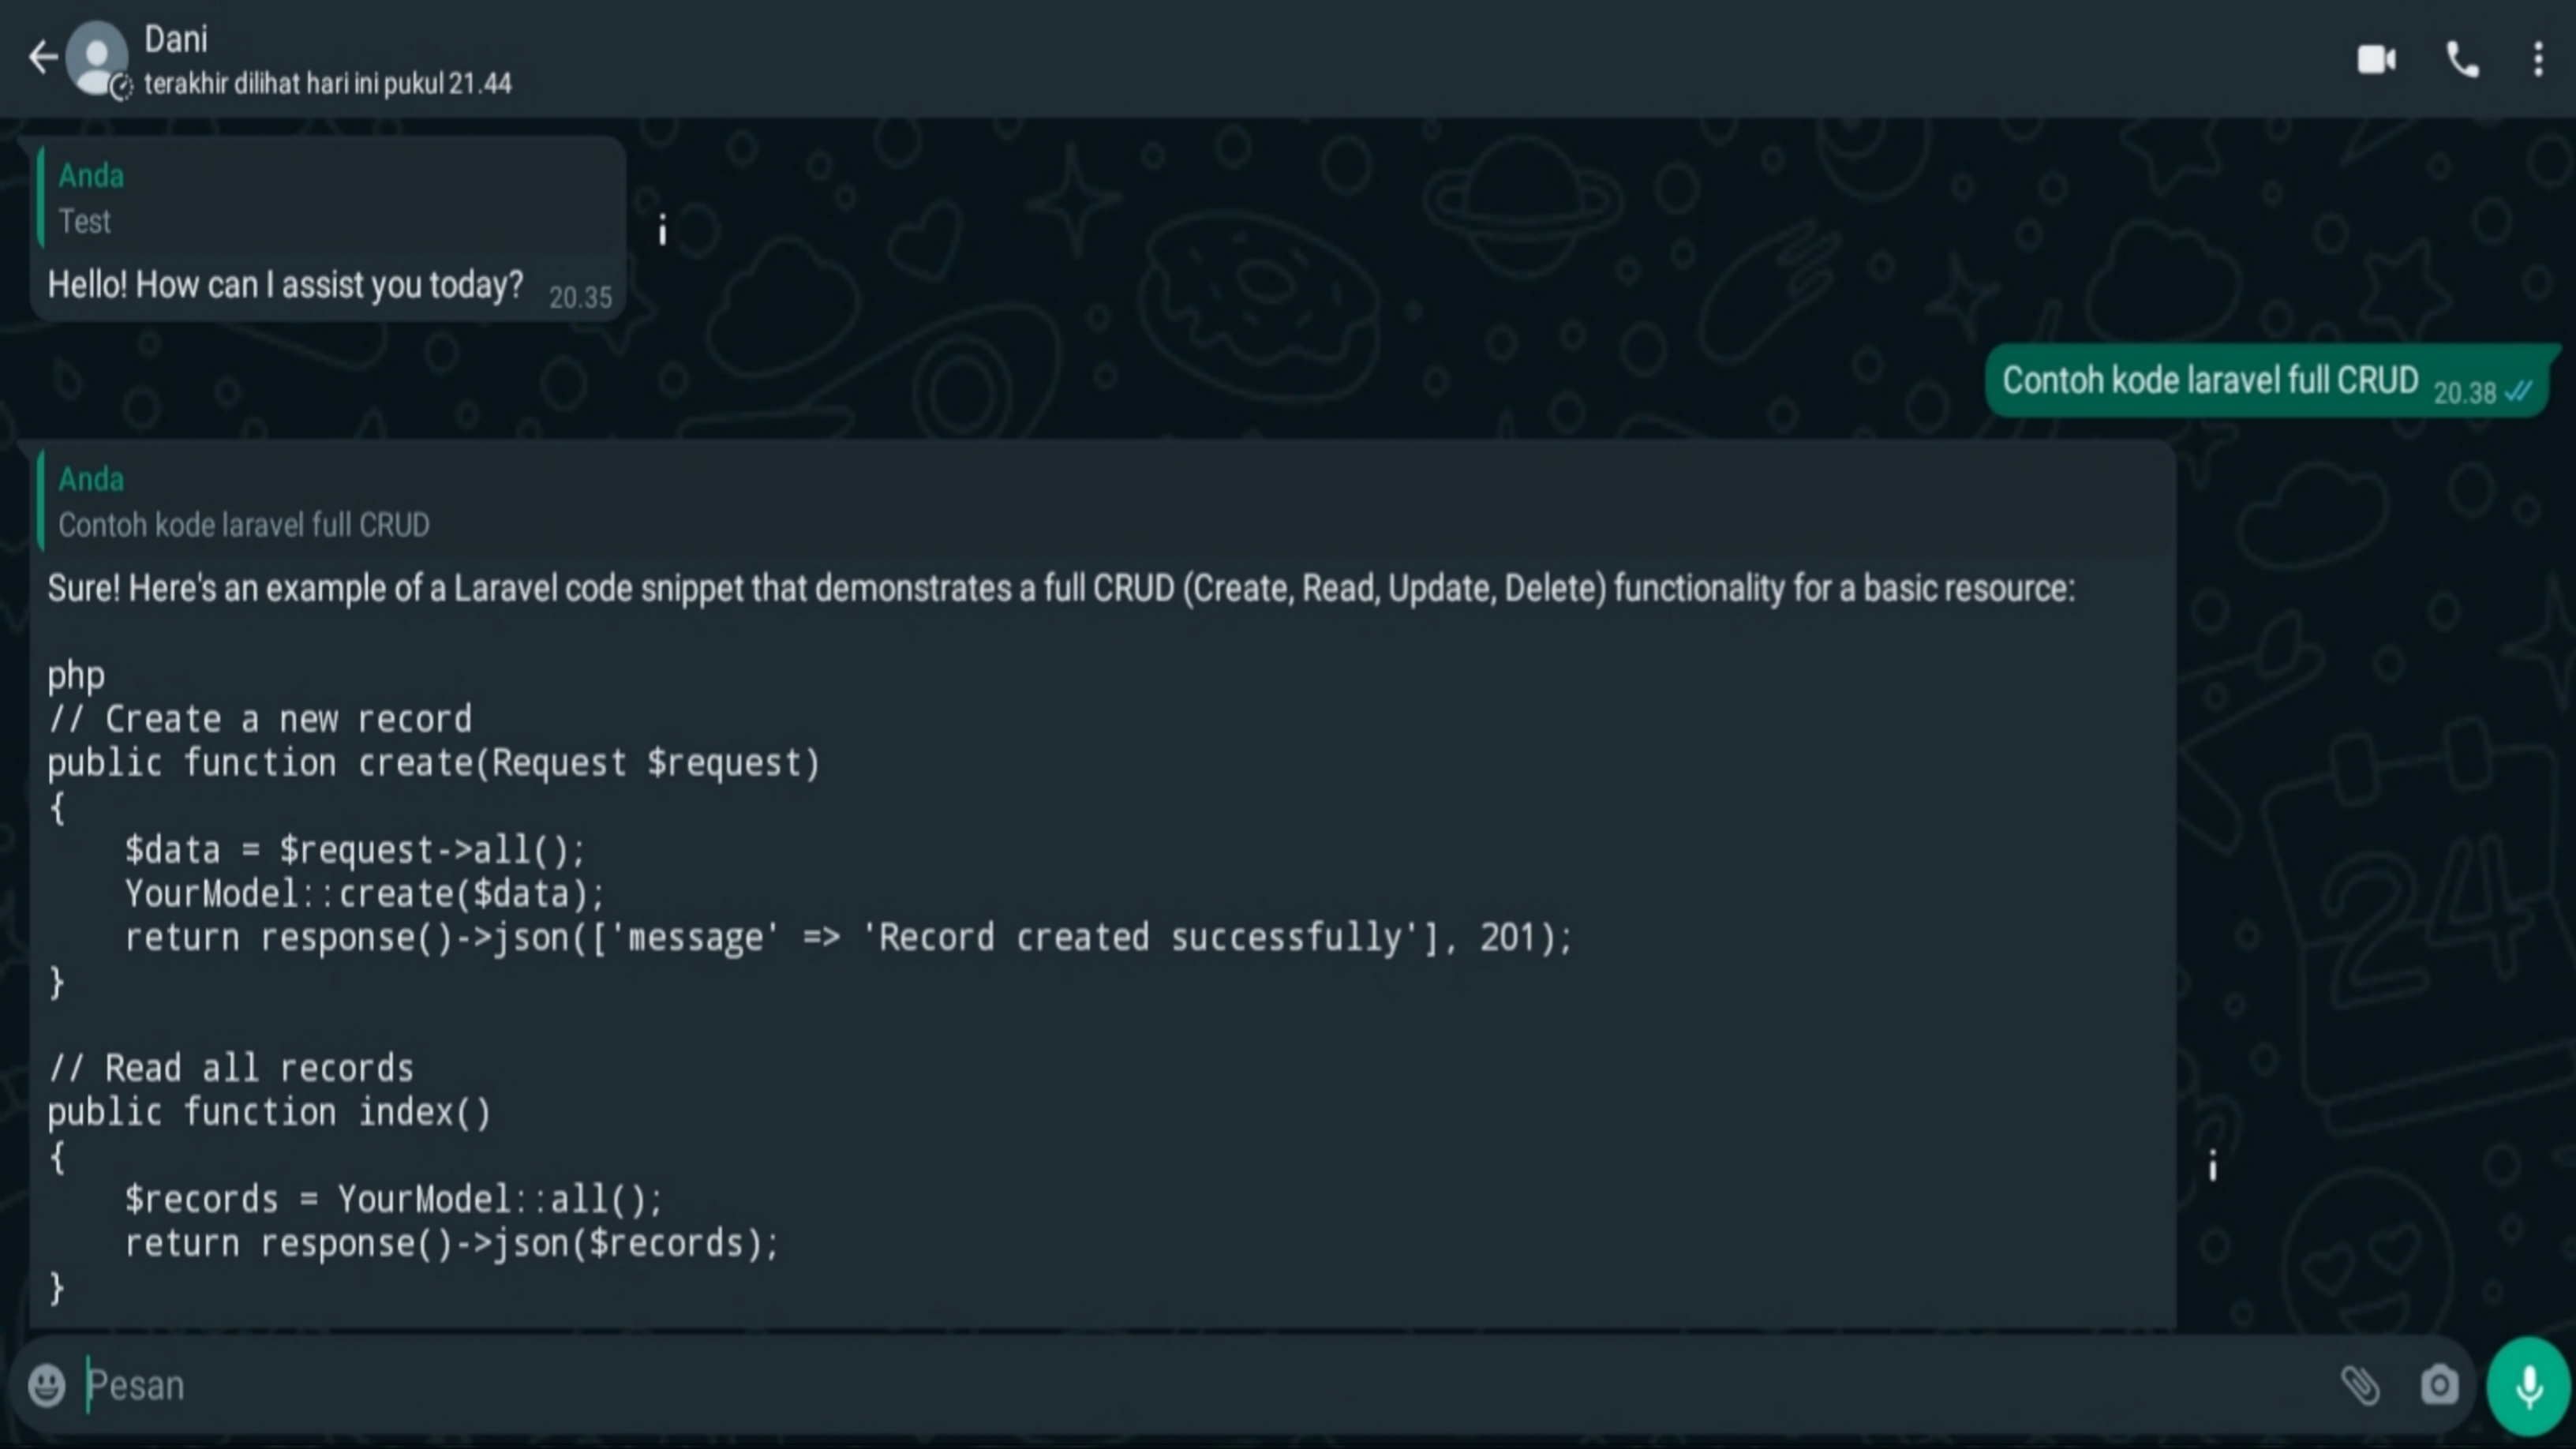 Dani
terakhir dilihat hari ini pukul 21.44
Anda
Test
Hello! How can I assist you today? 20.35
Contoh kode laravel full CRUD 20.38
Anda
Contoh kode laravel full CRUD
Sure! Here's an example of a Laravel code snippet that demonstrates a full CRUD (Create, Read, Update, Delete) functionality for a basic resource:
php
// Create a new record
public function create(Request $request)
{
    $data = $request->all();
    YourModel::create($data);
    return response()->json(['message' => 'Record created successfully'], 201);
}
// Read all records
public function index()
{
    $records = YourModel::all();
    return response()->json($records);
}
Pesan
24